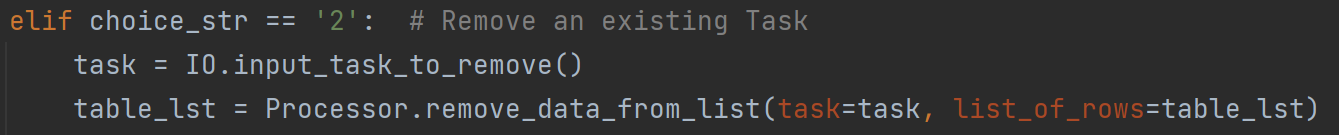 elif choice_str == '2':  # Remove an existing Task
    task = IO.input_task_to_remove()
    table_lst = Processor.remove_data_from_list(task=task, list_of_rows=table_lst)